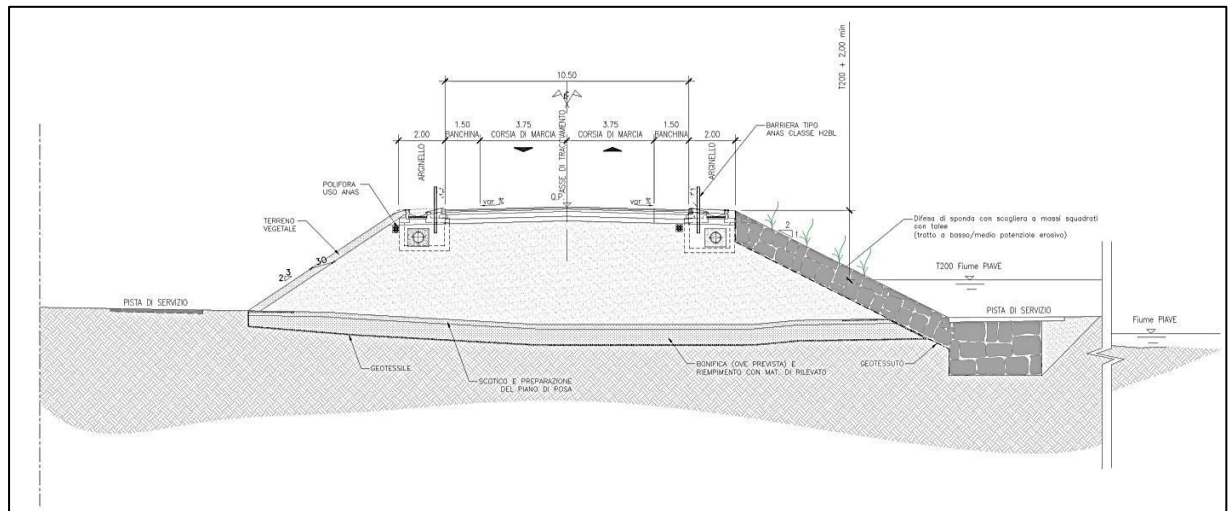 10.50
T200 + 2,00 min
2.00
1.50
3.75
3.75
1.50
2.00
BANCHINA
CORSIA DI MARCIA
CORSIA DI MARCIA
BANCHINA
ARGINELLO
ASSE DI TRACCIAMENTO
ARGINELLO
BARRIERA TIPO
ANAS CLASSE H2BL
POLIFORA
USO ANAS
var %
Q.P.
var %
TERRENO
VEGETALE
30
3
2
2
1
Difesa di sponda con scogliera a massi squadrati
con talee
(tratto a basso/medio potenziale erosivo)
T200 Fiume PIAVE
PISTA DI SERVIZIO
PISTA DI SERVIZIO
Fiume PIAVE
GEOTESSILE
SCOTICO E PREPARAZIONE
DEL PIANO DI POSA
BONIFICA (OVE PREVISTA) E
RIEMPIMENTO CON MAT. DI RILEVATO
GEOTESSUTO